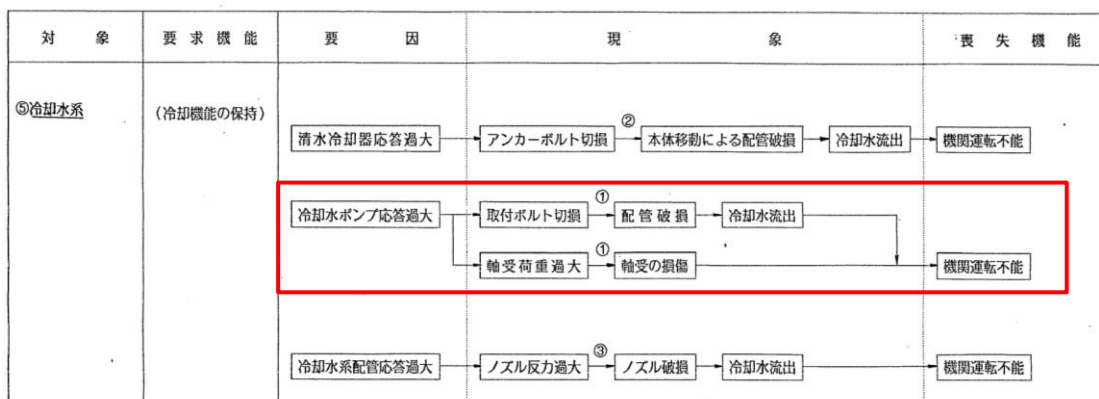 対象 要求機能 要因 現象 喪失機能
⑤冷却水系 (冷却機能の保持)
清水冷却器応答過大 アンカーボルト切損 ② 本体移動による配管破損 冷却水流出 機関運転不能
冷却水ポンプ応答過大 取付ボルト切損 ① 配管破損 冷却水流出
軸受荷重過大 ① 軸受の損傷 機関運転不能
冷却水系配管応答過大 ノズル反力過大 ③ ノズル破損 冷却水流出 機関運転不能